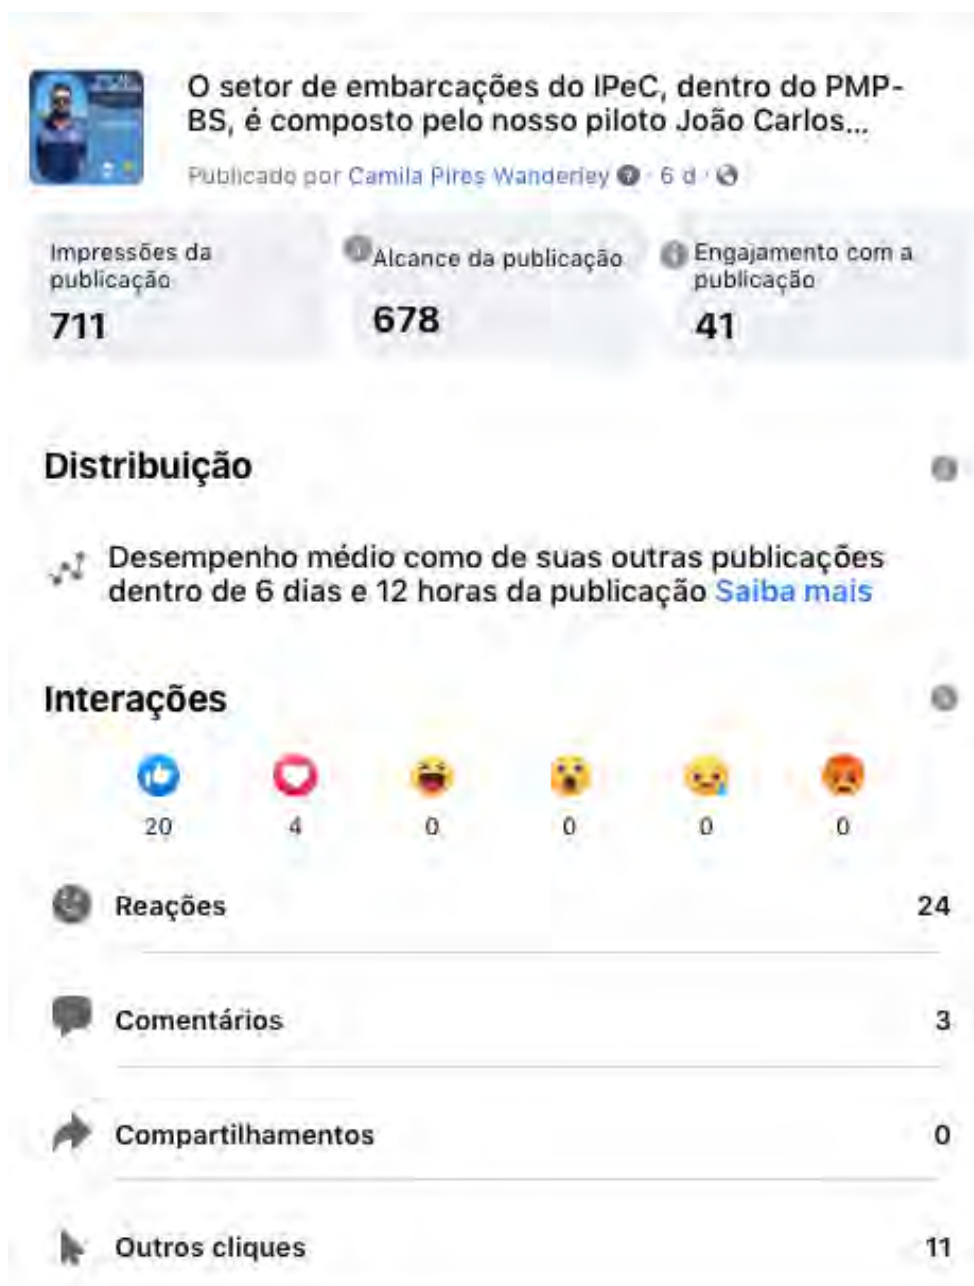 O setor de embarcações do IPeC, dentro do PMP-
BS, é composto pelo nosso piloto João Carlos...
Publicado por Camila Pires Wanderley · 6 d ·
Impressões da
publicação
711
Alcance da publicação
678
Engajamento com a
publicação
41
Distribuição
Desempenho médio como de suas outras publicações
dentro de 6 dias e 12 horas da publicação Saiba mais
Interações
20 4 0 0 0 0
Reações 24
Comentários 3
Compartilhamentos 0
Outros cliques 11